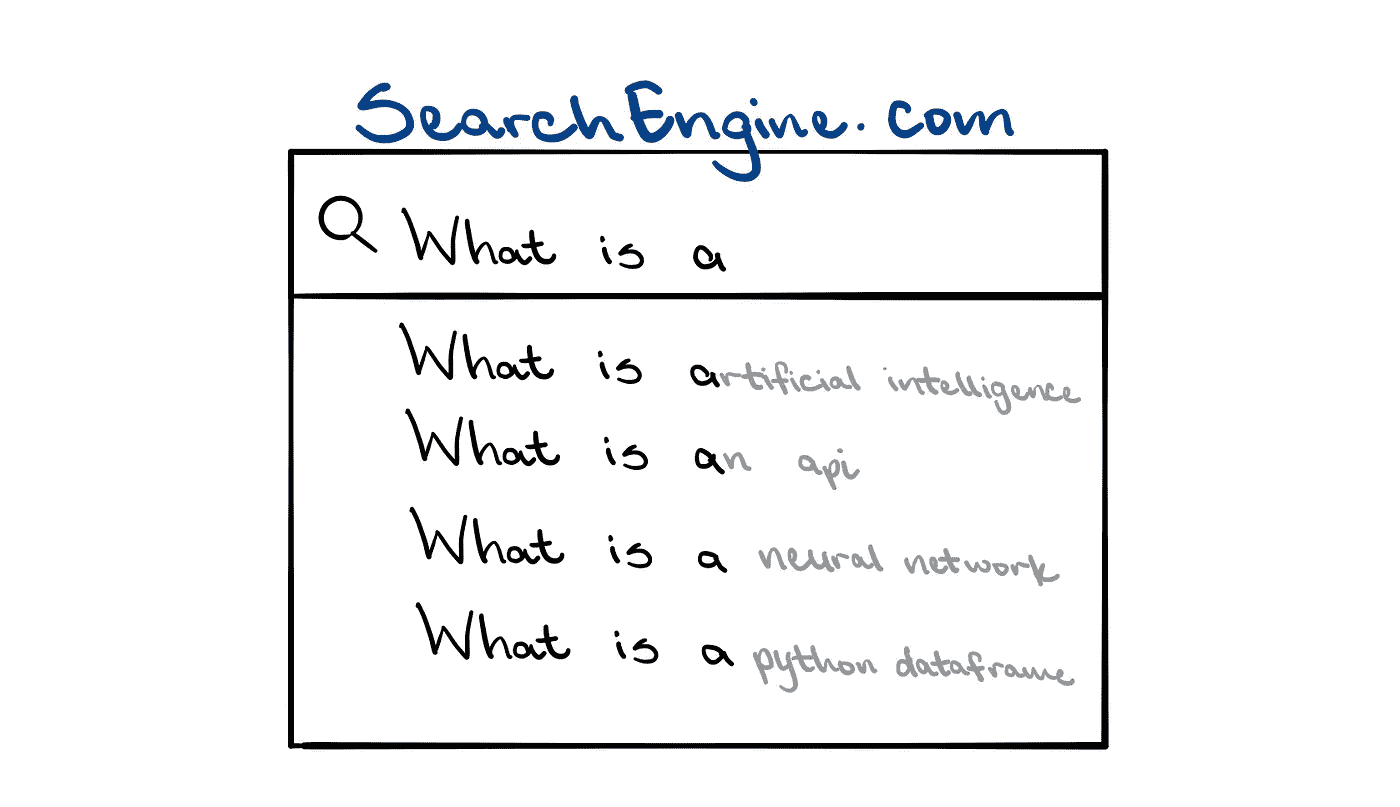 SearchEngine.com
What is a
What is artificial intelligence
What is an api
What is a neural network
What is a python dataframe